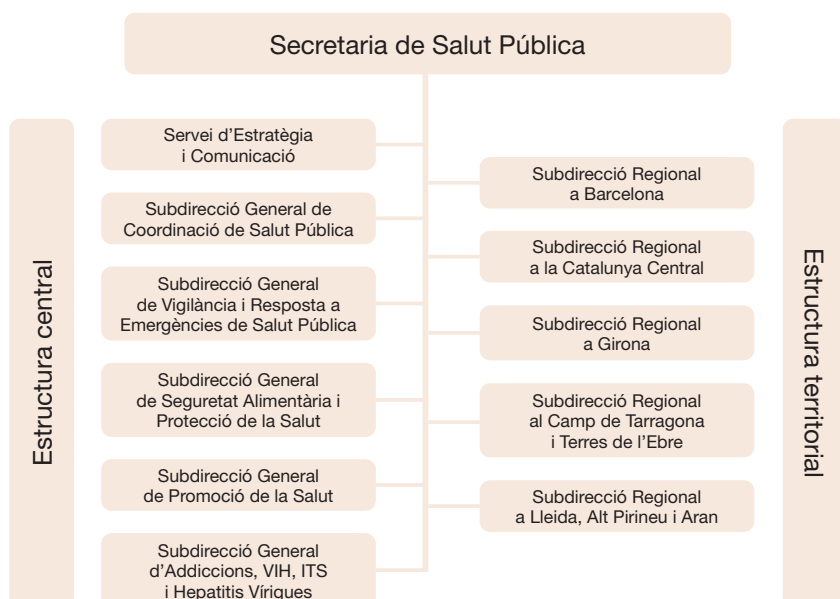 Secretaria de Salut Pública
Estructura central
Servei d’Estratègia
i Comunicació
Subdirecció General de
Coordinació de Salut Pública
Subdirecció General
de Vigilància i Resposta a
Emergències de Salut Pública
Subdirecció General
de Seguretat Alimentària i
Protecció de la Salut
Subdirecció General
de Promoció de la Salut
Subdirecció General
d’Addiccions, VIH, ITS
i Hepatitis Víriques
Subdirecció Regional
a Barcelona
Subdirecció Regional
a la Catalunya Central
Subdirecció Regional
a Girona
Subdirecció Regional
al Camp de Tarragona
i Terres de l’Ebre
Subdirecció Regional
a Lleida, Alt Pirineu i Aran
Estructura territorial